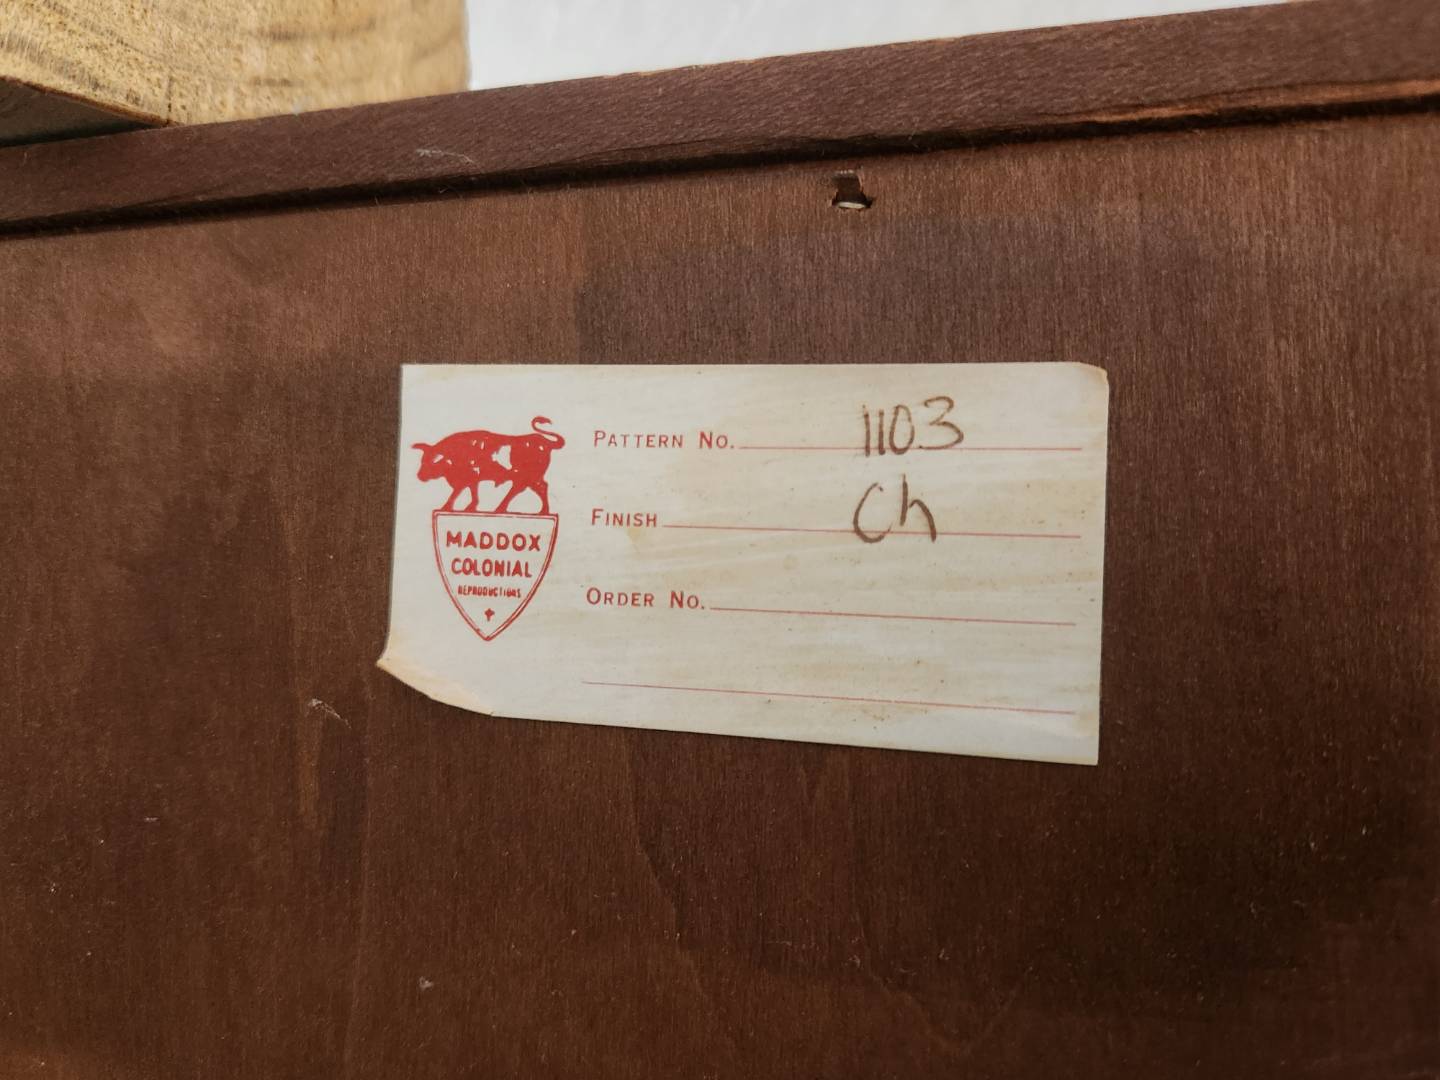 MADDOX
COLONIAL
REPRODUCTIONS
PATTERN NO. 1103
FINISH Ch
ORDER NO.